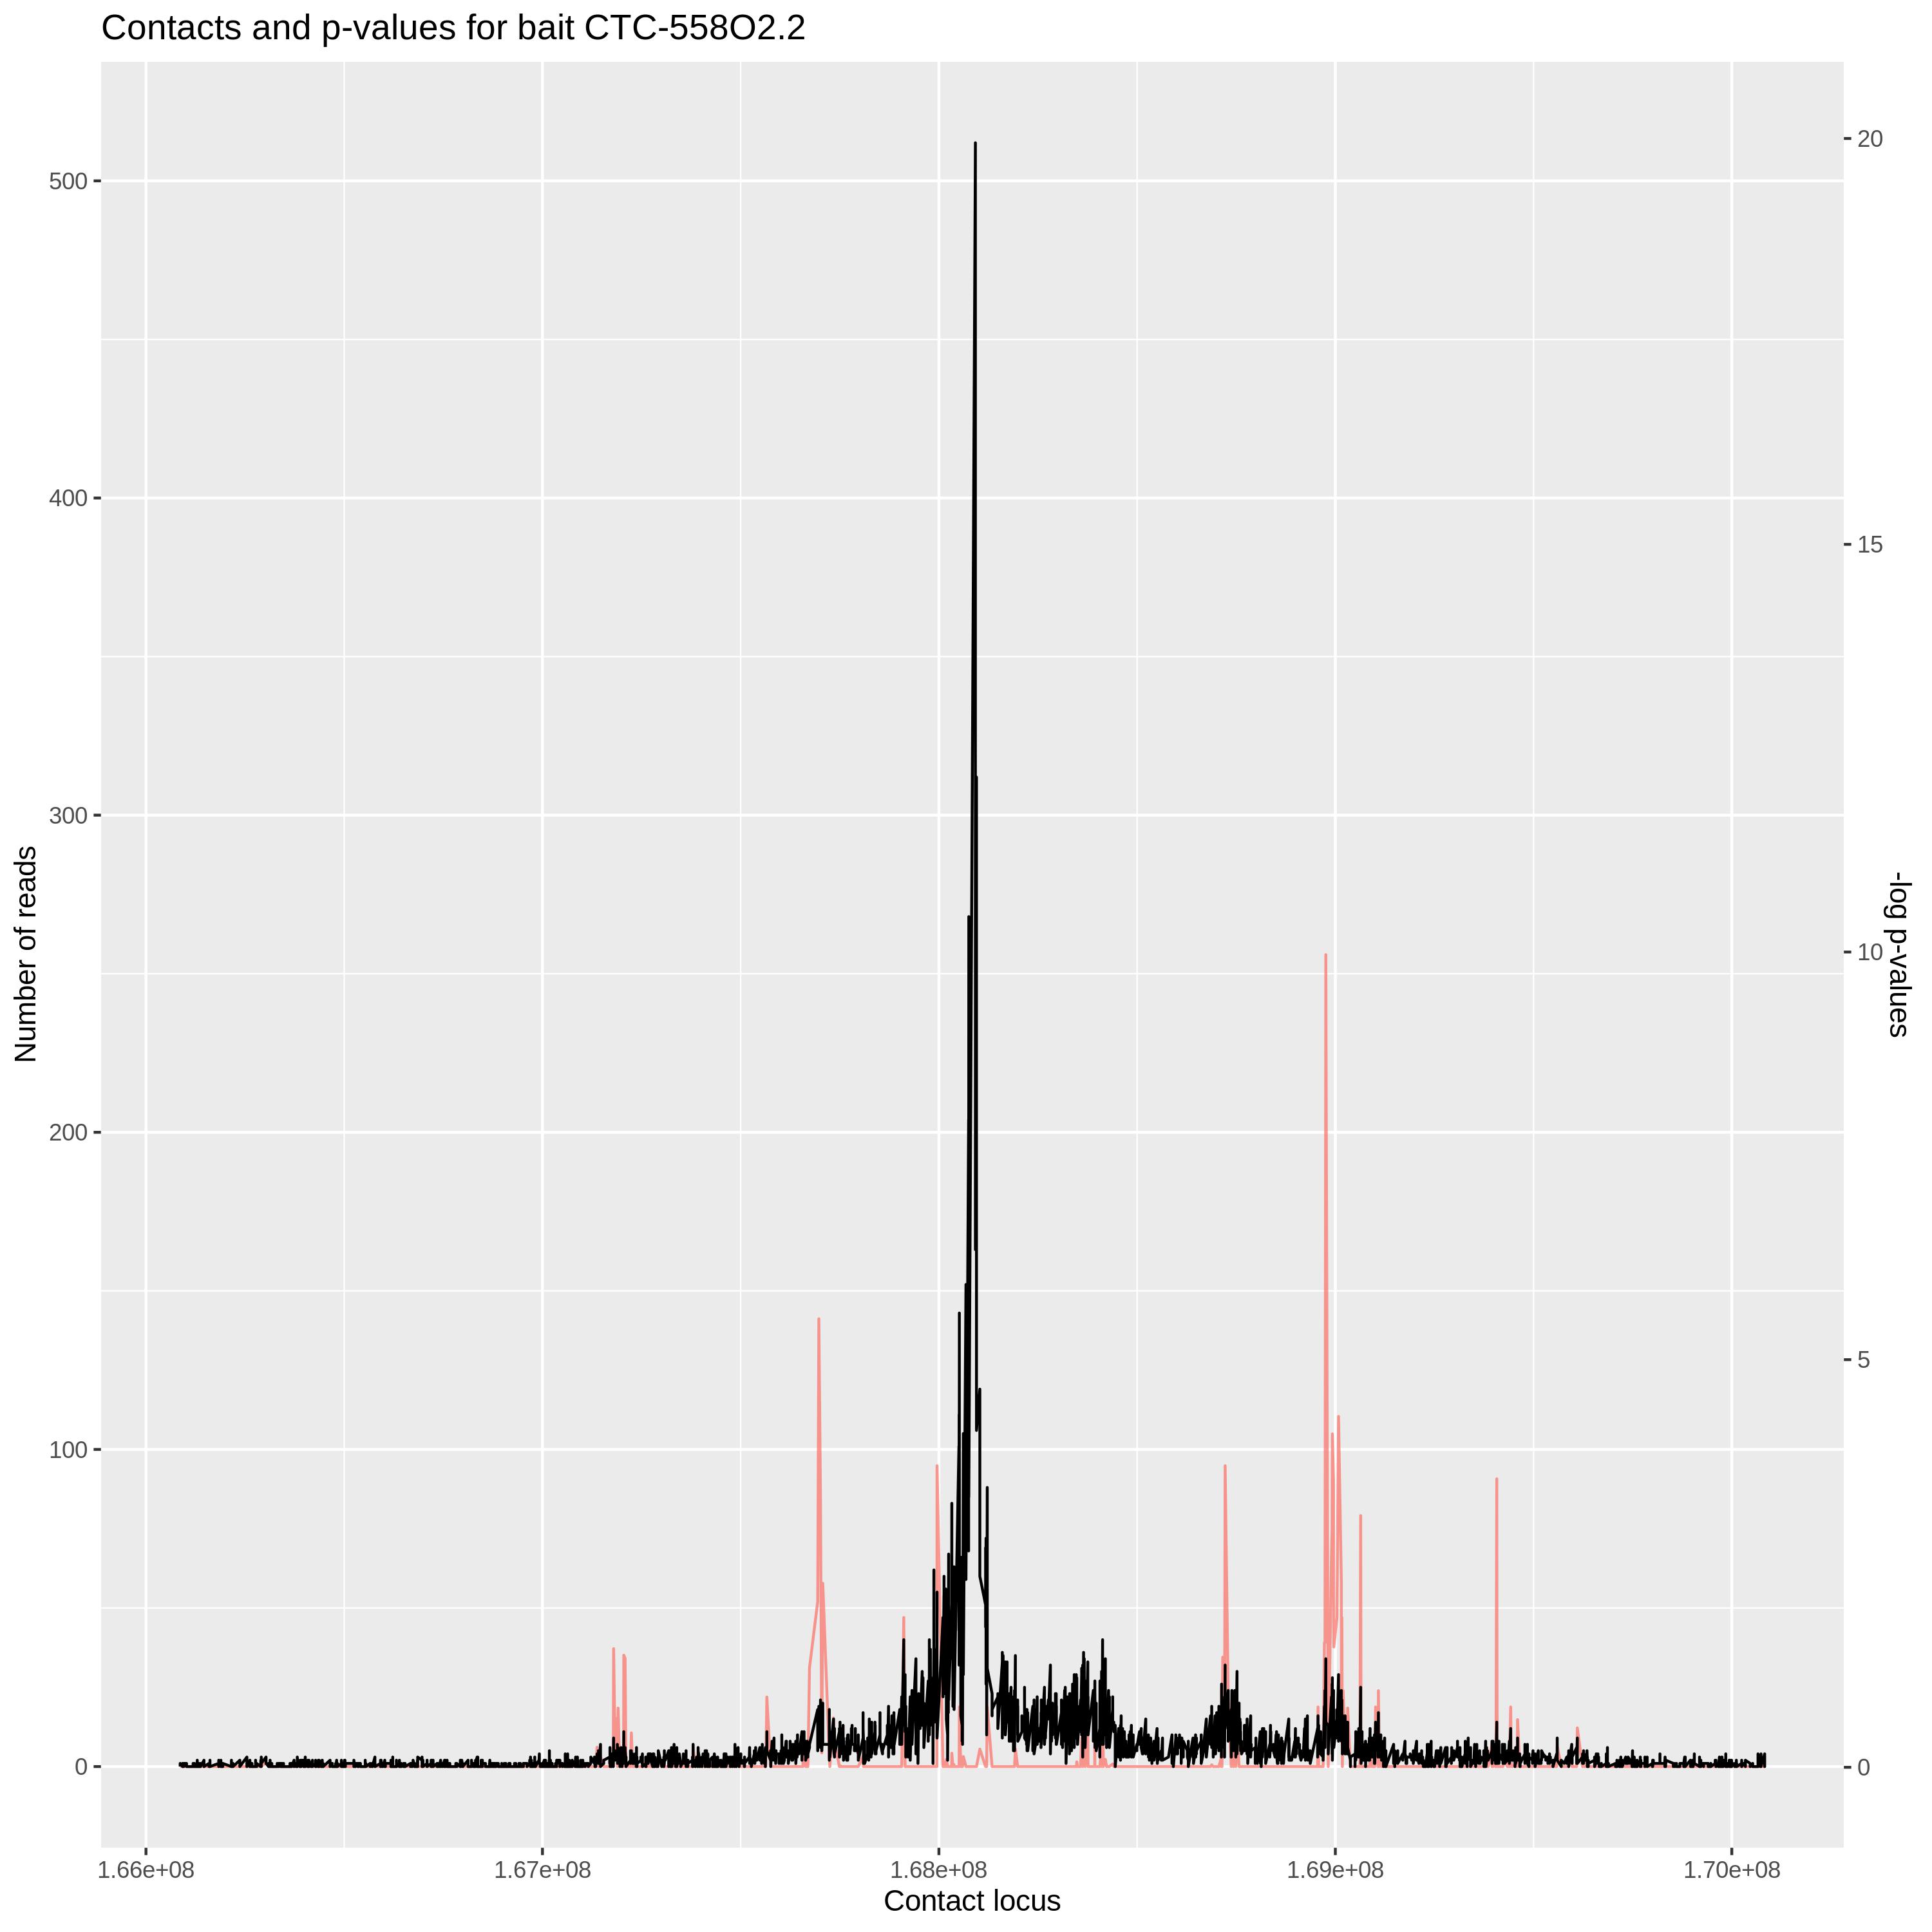 Contacts and p-values for bait CTC-558O2.2
500
400
300
200
100
0
Number of reads
20
15
10
5
0
-log p-values
1.66e+08
1.67e+08
1.68e+08
1.69e+08
1.70e+08
Contact locus